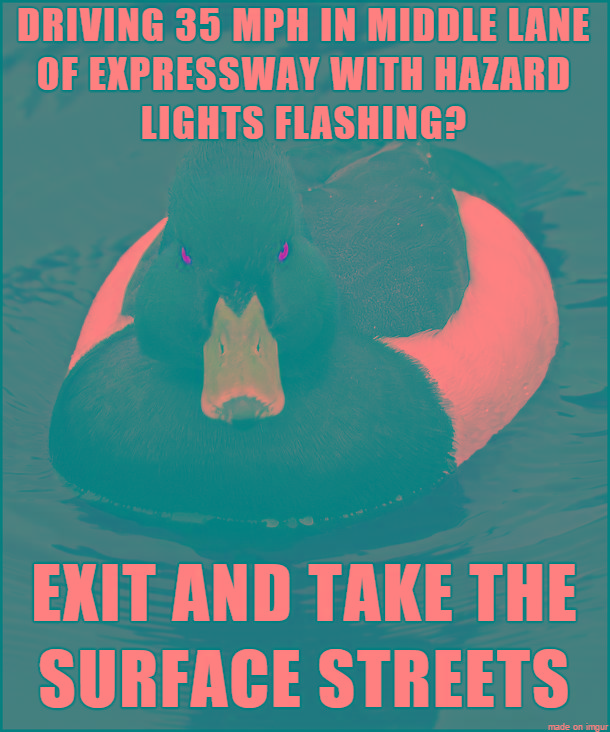 DRIVING 35 MPH IN MIDDLE LANE
OF EXPRESSWAY WITH HAZARD
LIGHTS FLASHING?
EXIT AND TAKE THE
SURFACE STREETS
made on imgur